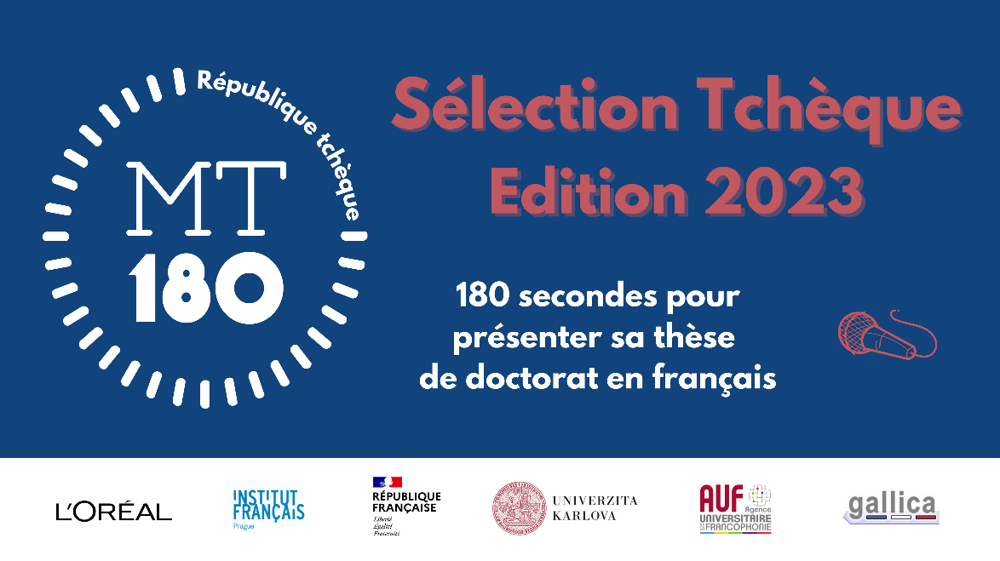 République tchèque
MT
180
Sélection Tchèque
Edition 2023
180 secondes pour
présenter sa thèse
de doctorat en français
L'ORÉAL
INSTITUT
FRANÇAIS
Prague
RÉPUBLIQUE
FRANÇAISE
Liberté
Égalité
Fraternité
UNIVERZITA
KARLOVA
AUF
Agence
UNIVERSITAIRE
DE LA FRANCOPHONIE
gallica